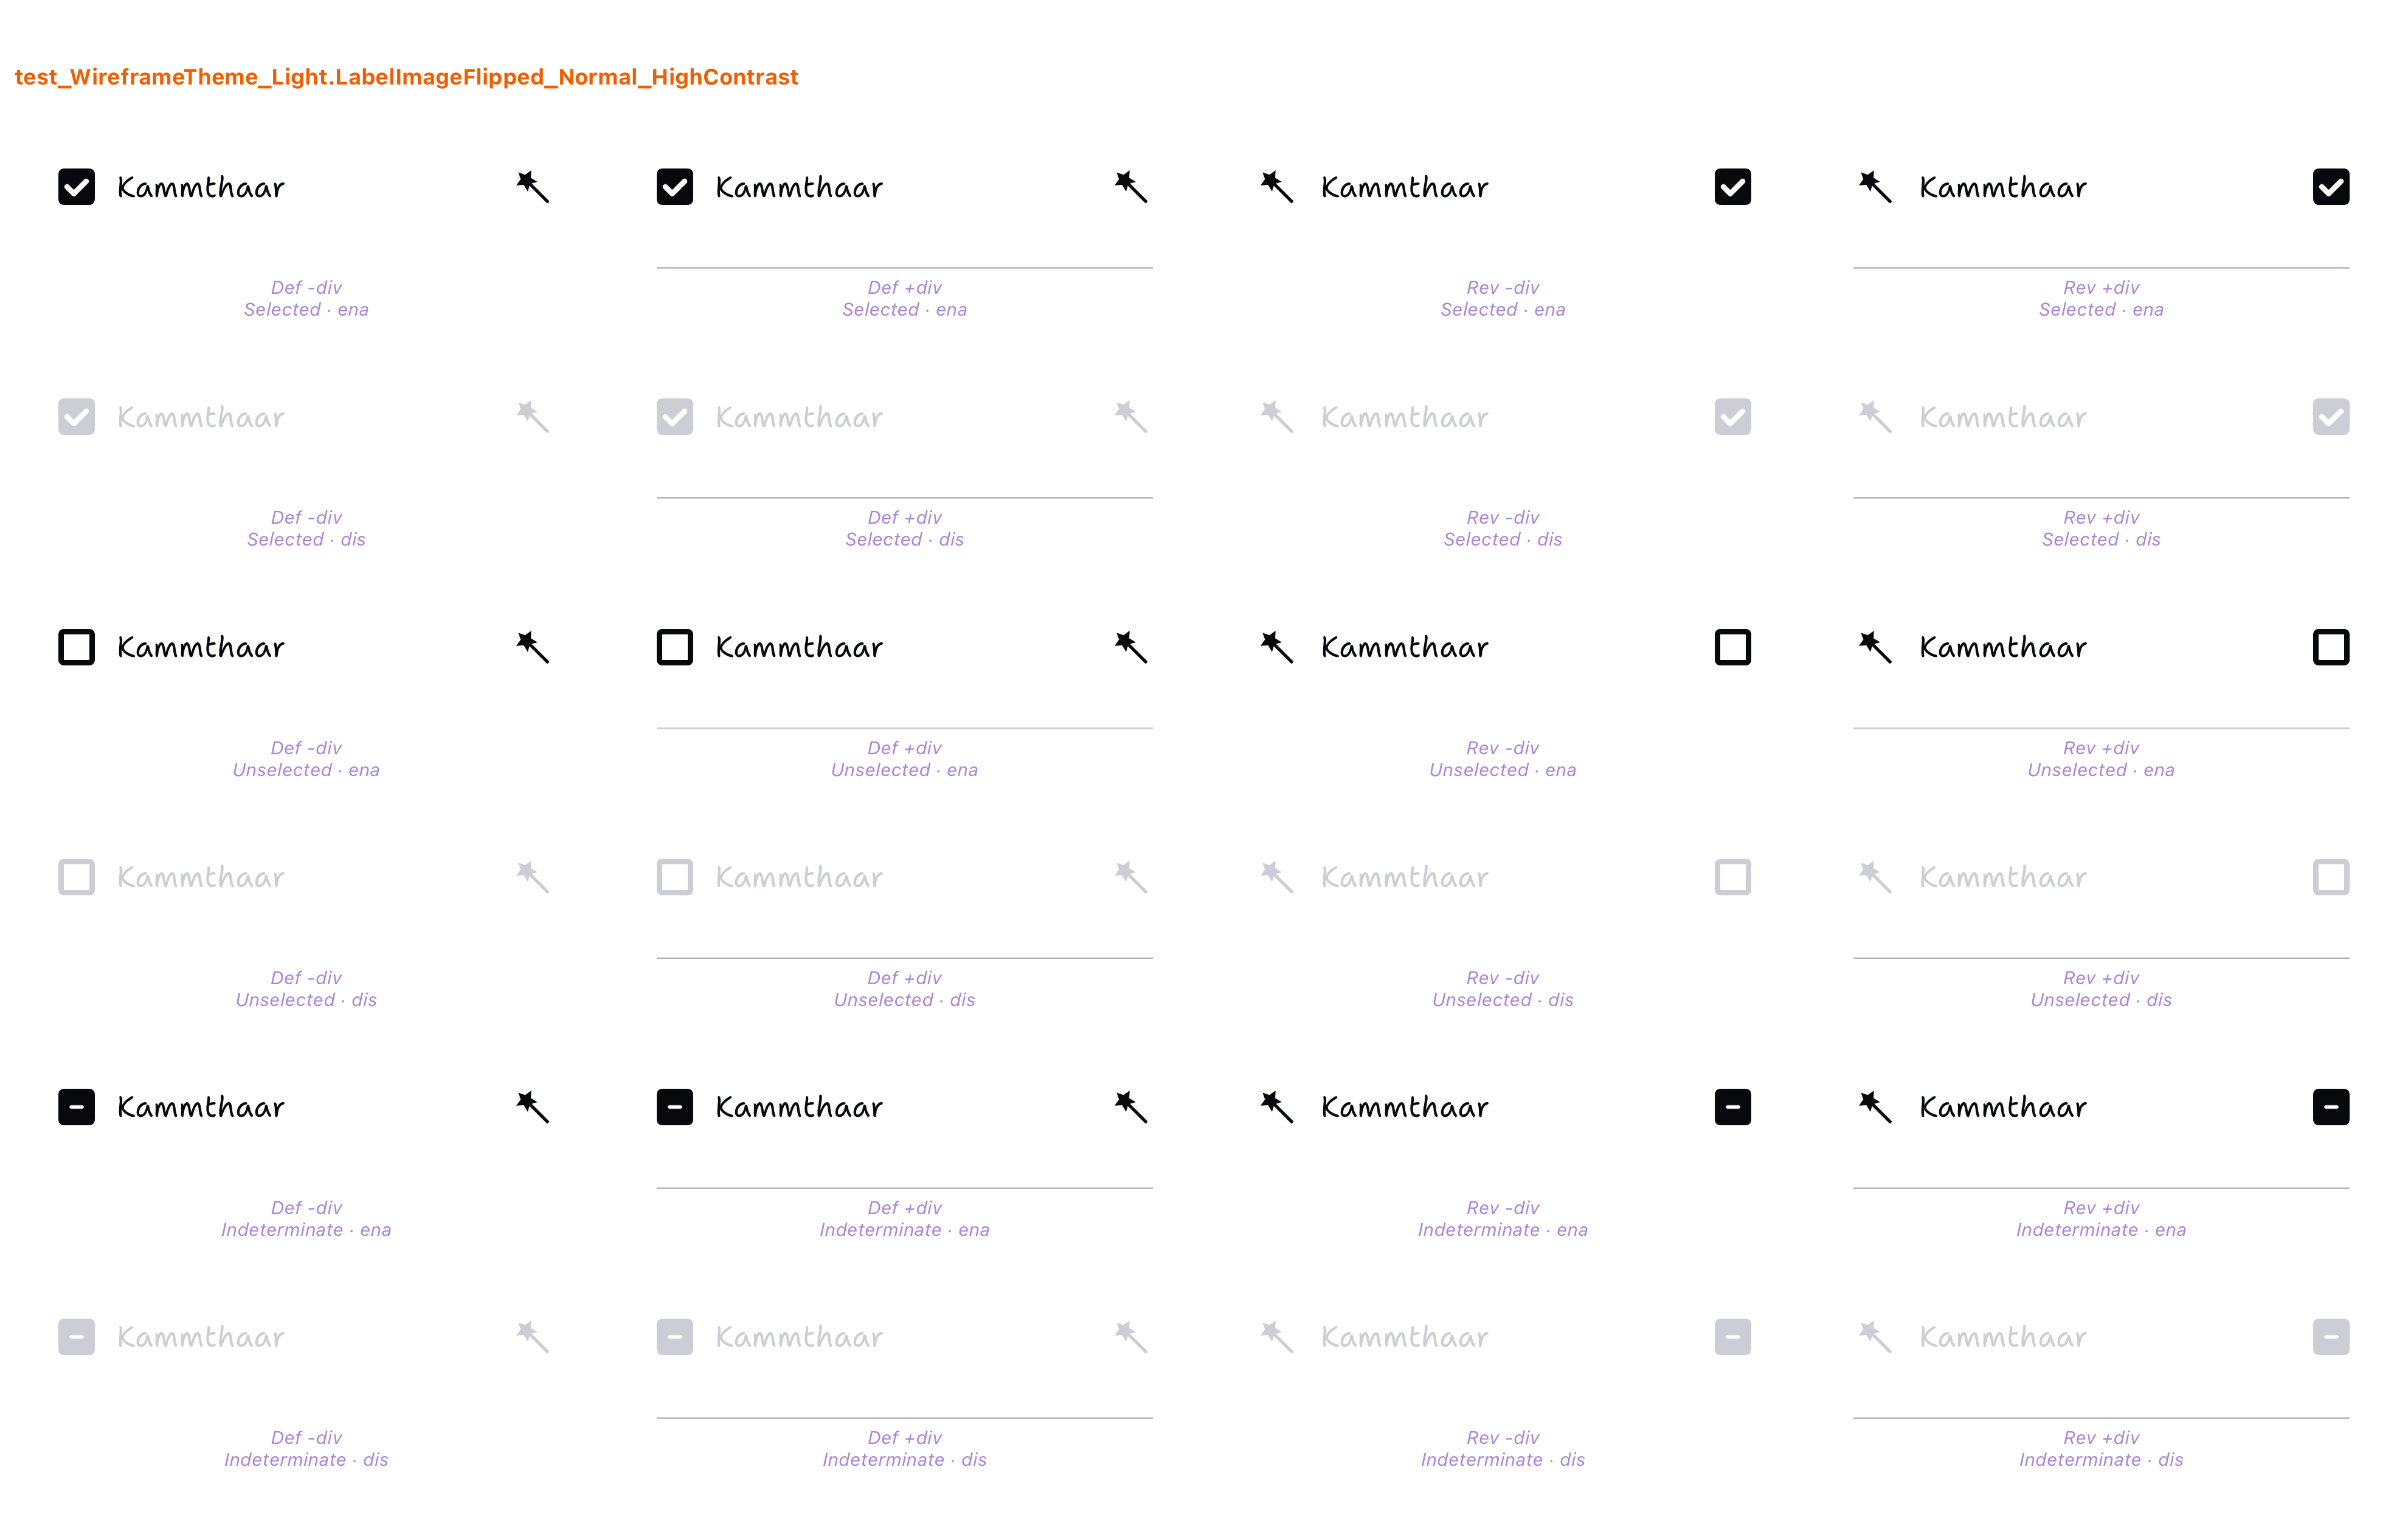 test_WireframeTheme_Light.LabelImageFlipped_Normal_HighContrast
Kammthaar Kammthaar Kammthaar Kammthaar
Def -div Def +div Rev -div Rev +div
Selected · ena Selected · ena Selected · ena Selected · ena
Kammthaar Kammthaar Kammthaar Kammthaar
Def -div Def +div Rev -div Rev +div
Selected · dis Selected · dis Selected · dis Selected · dis
Kammthaar Kammthaar Kammthaar Kammthaar
Def -div Def +div Rev -div Rev +div
Unselected · ena Unselected · ena Unselected · ena Unselected · ena
Kammthaar Kammthaar Kammthaar Kammthaar
Def -div Def +div Rev -div Rev +div
Unselected · dis Unselected · dis Unselected · dis Unselected · dis
Kammthaar Kammthaar Kammthaar Kammthaar
Def -div Def +div Rev -div Rev +div
Indeterminate · ena Indeterminate · ena Indeterminate · ena Indeterminate · ena
Kammthaar Kammthaar Kammthaar Kammthaar
Def -div Def +div Rev -div Rev +div
Indeterminate · dis Indeterminate · dis Indeterminate · dis Indeterminate · dis